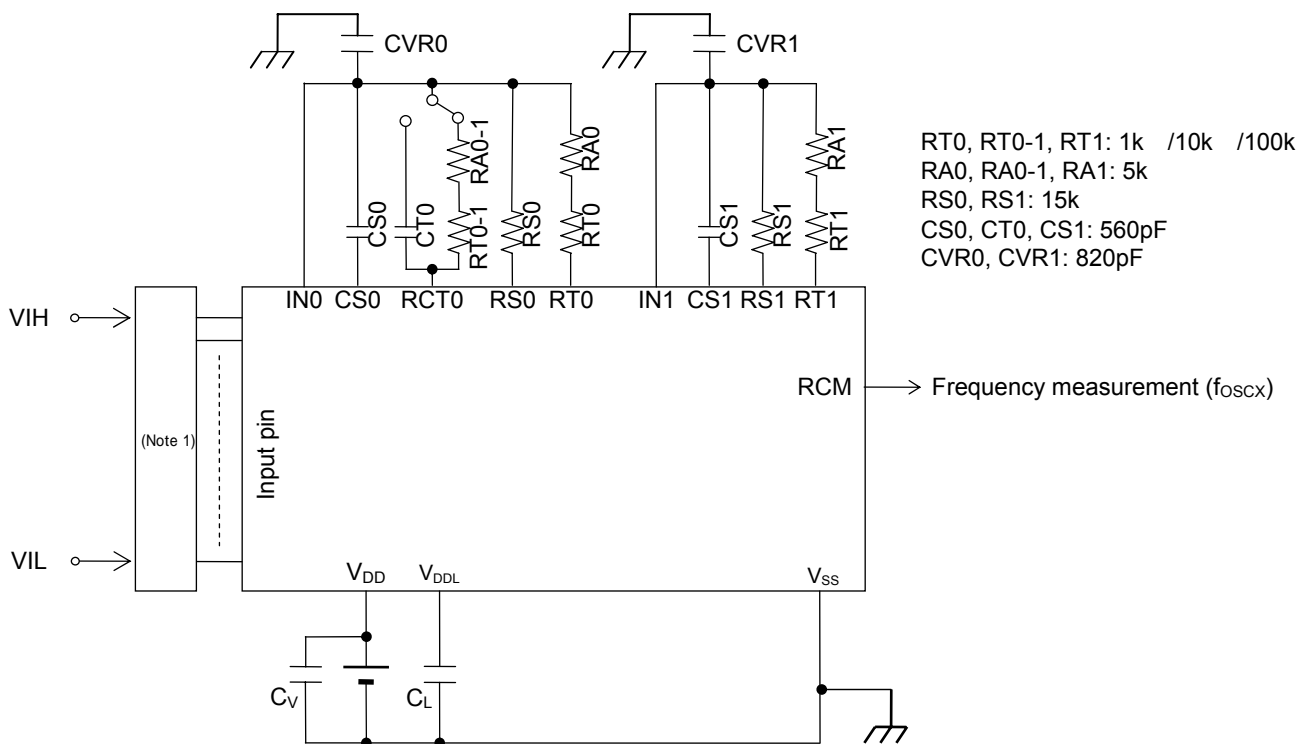 CVR0
CVR1
CS0
CT0
RA0-1
RT0-1
RS0
RA0
RT0
CS1
RS1
RA1
RT1
RT0, RT0-1, RT1: 1k /10k /100k
RA0, RA0-1, RA1: 5k
RS0, RS1: 15k
CS0, CT0, CS1: 560pF
CVR0, CVR1: 820pF
IN0 CS0 RCT0 RS0 RT0 IN1 CS1 RS1 RT1
VIH
(Note 1)
Input pin
RCM
Frequency measurement (fOSCX)
VIL
VDD
VDDL
VSS
CV
CL